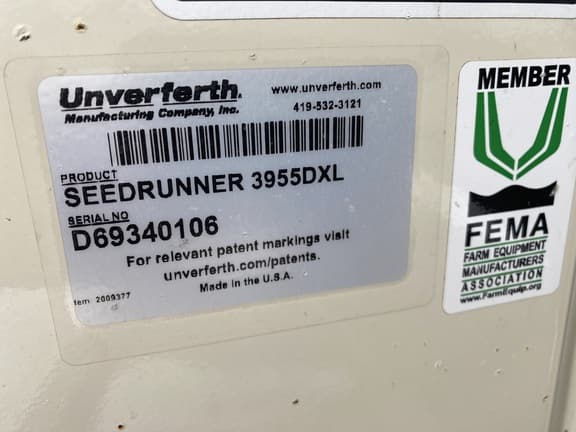 Unverferth
Manufacturing Company, Inc.
www.unverferth.com
419-532-3121
PRODUCT
SEEDRUNNER 3955DXL
SERIAL NO
D69340106
For relevant patent markings visit
unverferth.com/patents.
Made in the U.S.A.
Item 2009377
MEMBER
FEMA
FARM EQUIPMENT
MANUFACTURERS
ASSOCIATION
www.FarmEquip.org